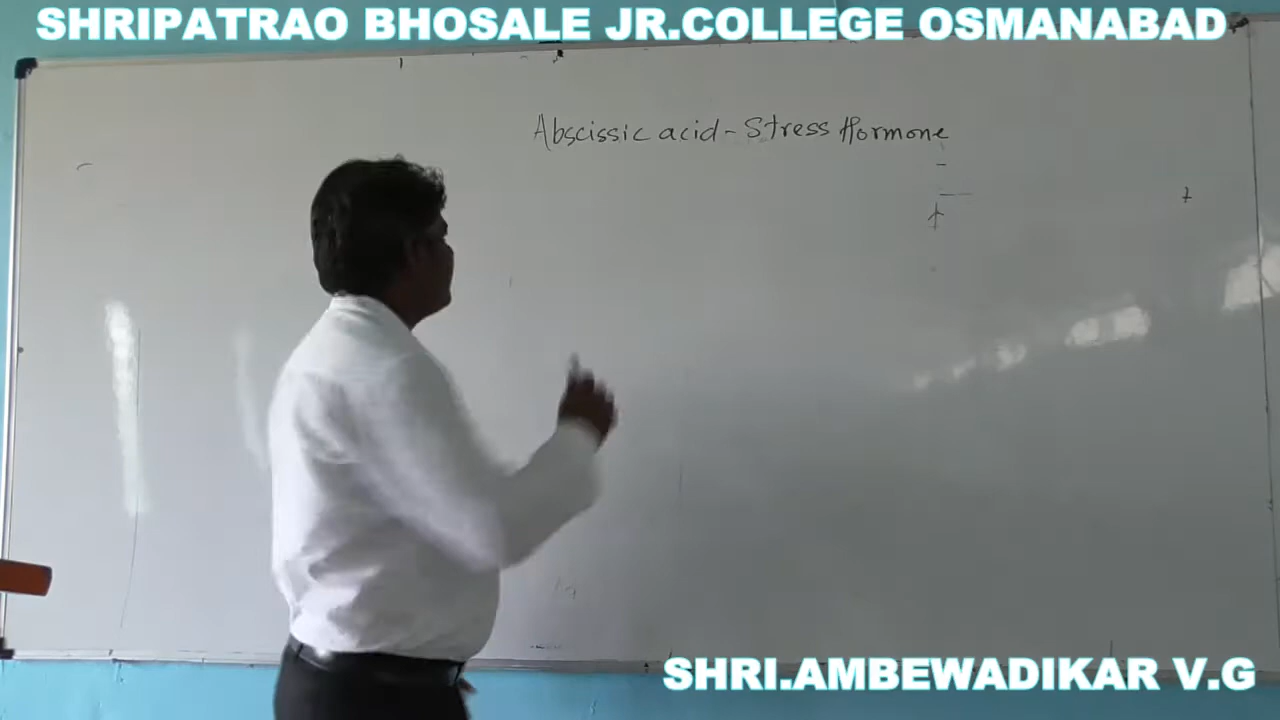 SHRIPATRAO BHOSALE JR.COLLEGE OSMANABAD
Abscissic acid - Stress Hormone
SHRI.AMBEWADIKAR V.G